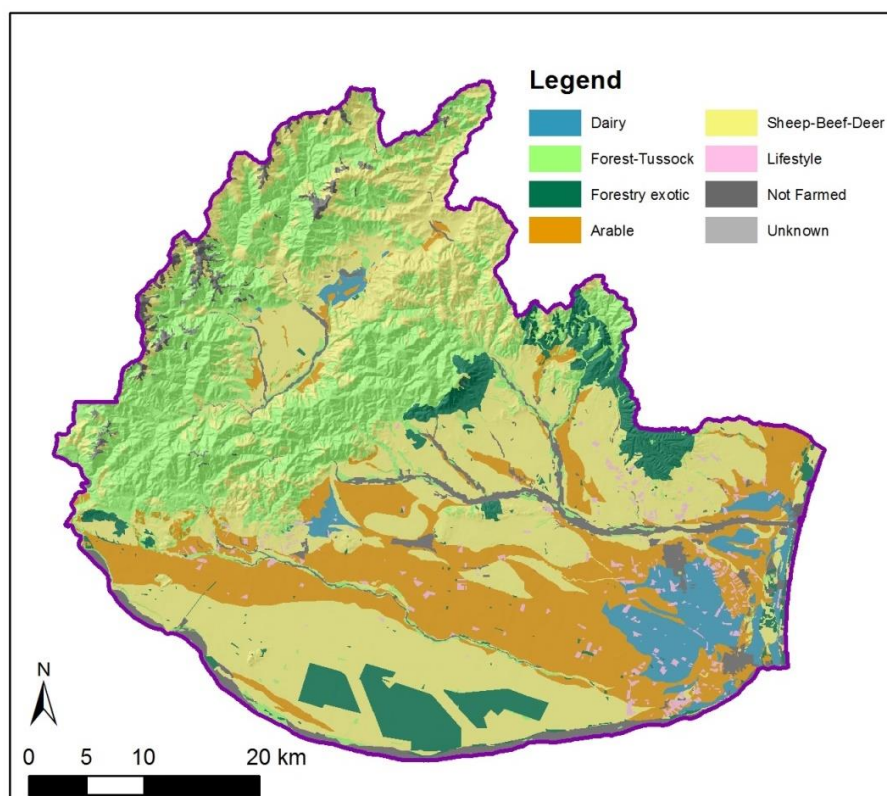 Legend
Dairy
Forest-Tussock
Forestry exotic
Arable
Sheep-Beef-Deer
Lifestyle
Not Farmed
Unknown
N
0 5 10 20 km